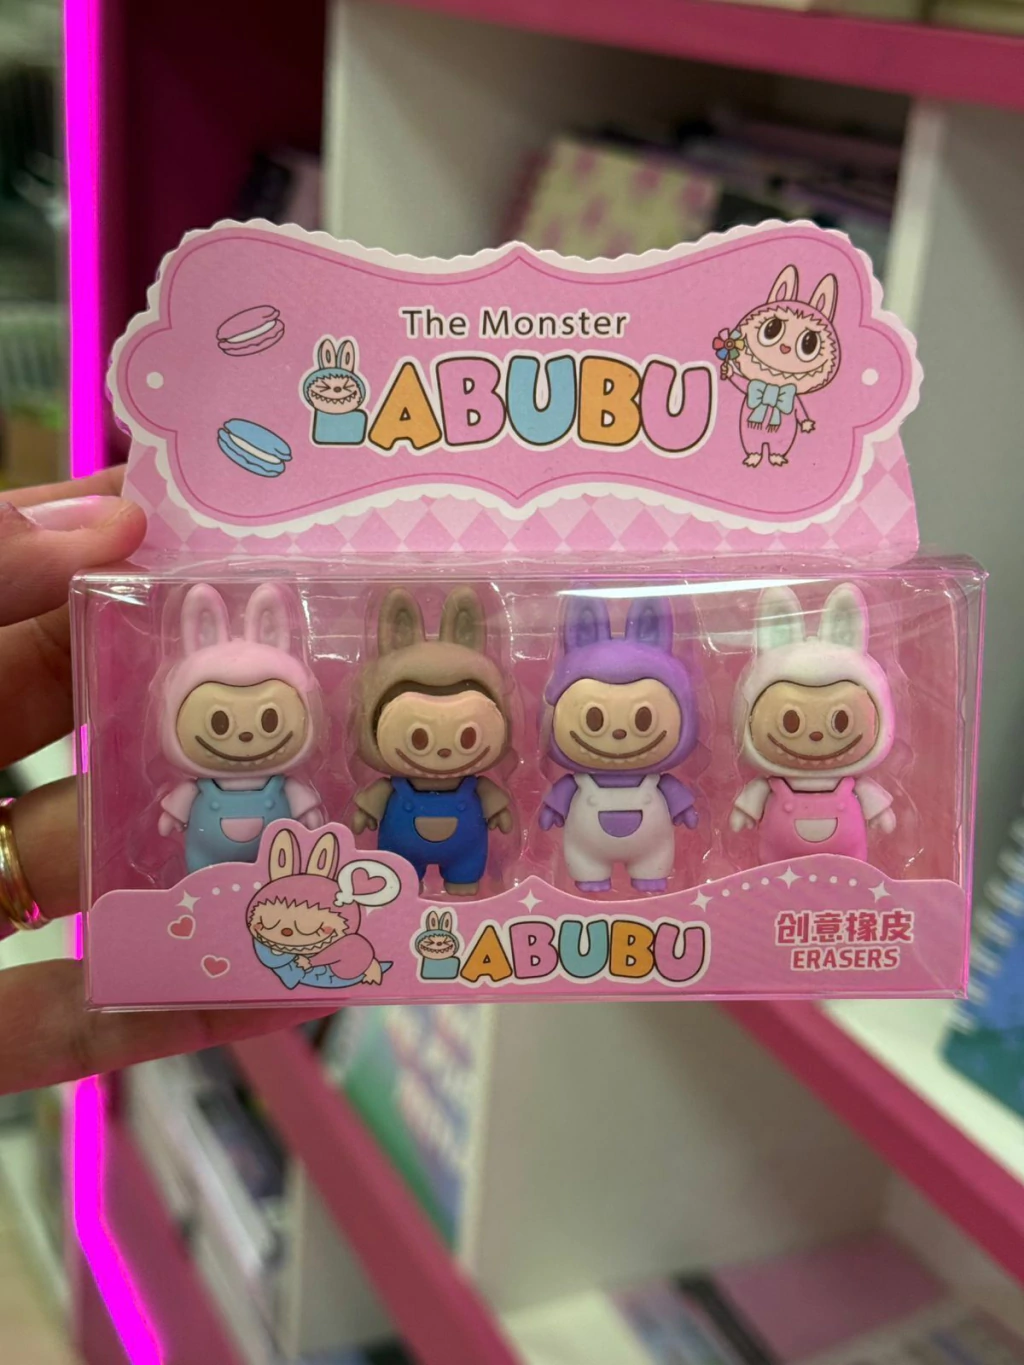 The Monster
LABUBU
LABUBU
创意橡皮
ERASERS